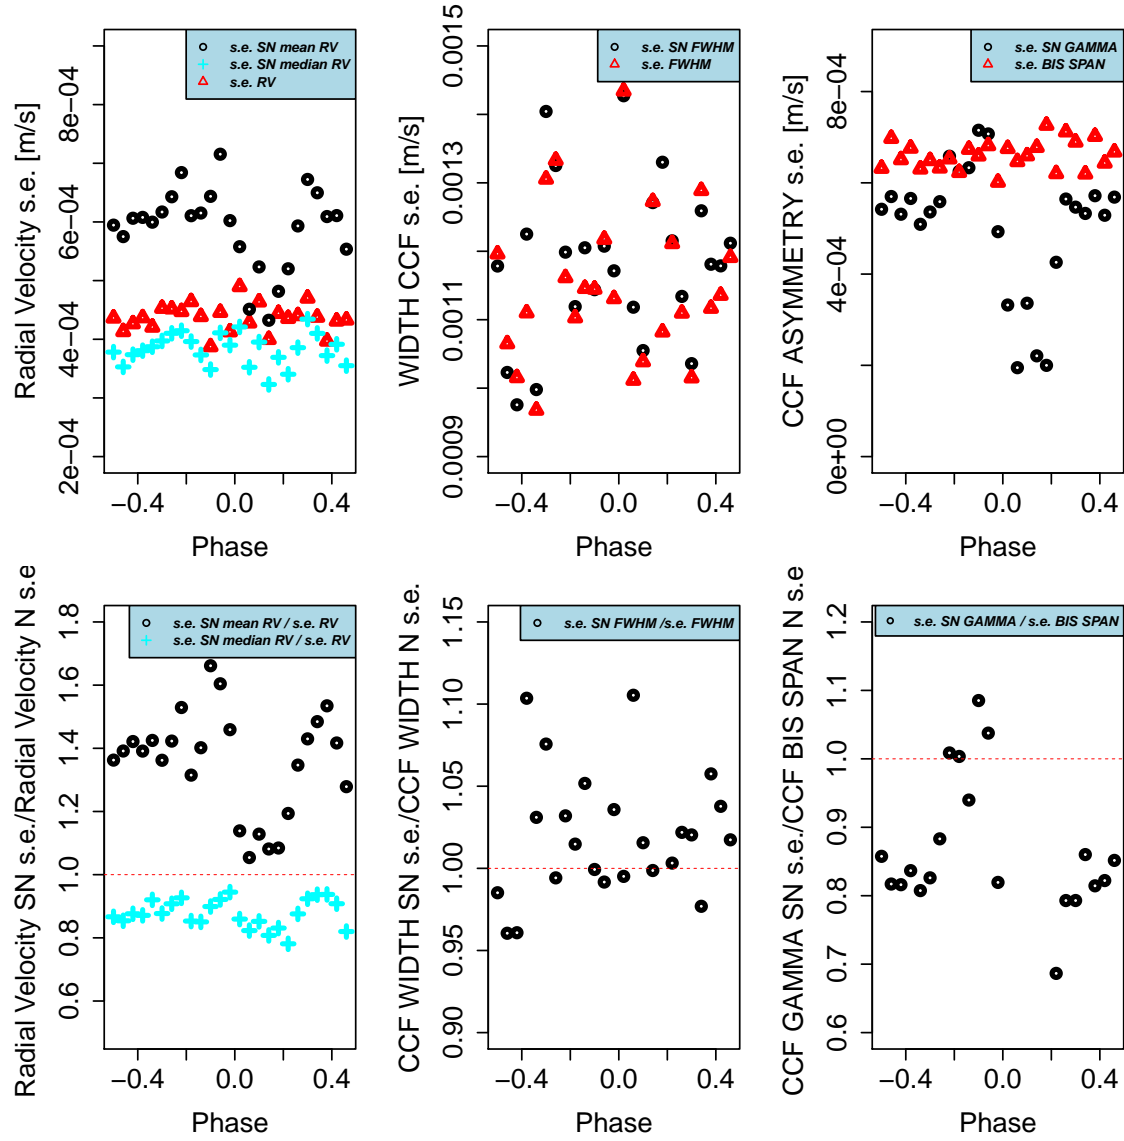 Radial Velocity s.e. [m/s]
2e−04 4e−04 6e−04 8e−04
s.e. SN mean RV
s.e. SN median RV
s.e. RV
−0.4 0.0 0.4
Phase
WIDTH CCF s.e. [m/s]
0.0009 0.0011 0.0013 0.0015
s.e. SN FWHM
s.e. FWHM
−0.4 0.0 0.4
Phase
CCF ASYMMETRY s.e. [m/s]
0e+00 4e−04 8e−04
s.e. SN GAMMA
s.e. BIS SPAN
−0.4 0.0 0.4
Phase
Radial Velocity SN s.e./Radial Velocity N s.e
0.6 0.8 1.0 1.2 1.4 1.6 1.8
s.e. SN mean RV / s.e. RV
s.e. SN median RV / s.e. RV
−0.4 0.0 0.4
Phase
CCF WIDTH SN s.e./CCF WIDTH N s.e.
0.90 0.95 1.00 1.05 1.10 1.15
s.e. SN FWHM /s.e. FWHM
−0.4 0.0 0.4
Phase
CCF GAMMA SN s.e./CCF BIS SPAN N s.e
0.6 0.7 0.8 0.9 1.0 1.1 1.2
s.e. SN GAMMA / s.e. BIS SPAN
−0.4 0.0 0.4
Phase